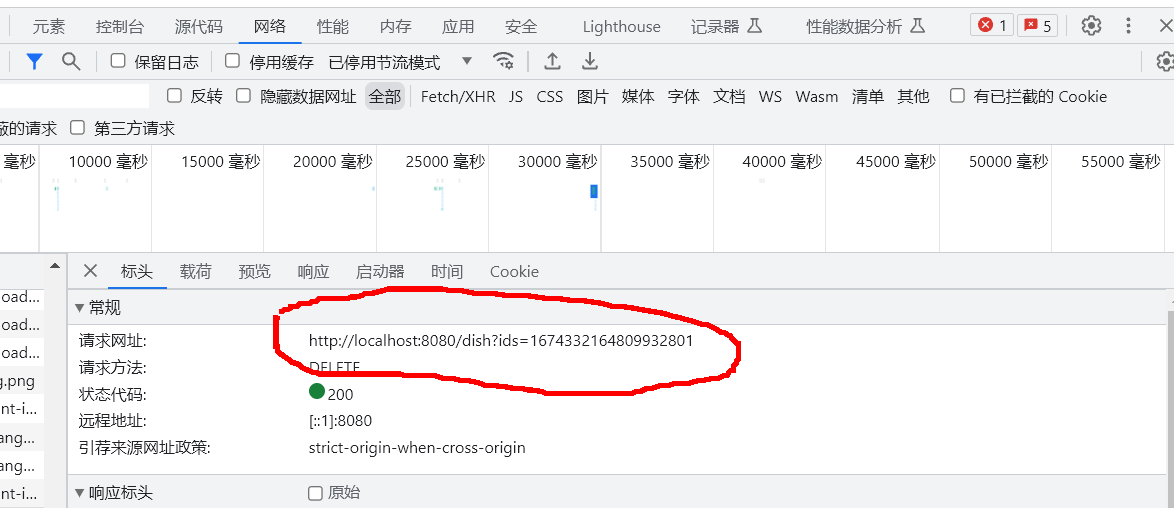 元素 控制台 源代码 网络 性能 内存 应用 安全 Lighthouse 记录器 性能数据分析 1 5
保留日志 停用缓存 已停用节流模式
反转 隐藏数据网址 全部 Fetch/XHR JS CSS 图片 媒体 字体 文档 WS Wasm 清单 其他 有已拦截的 Cookie
的请求 第三方请求
毫秒 10000 毫秒 15000 毫秒 20000 毫秒 25000 毫秒 30000 毫秒 35000 毫秒 40000 毫秒 45000 毫秒 50000 毫秒 55000 毫秒
标头 载荷 预览 响应 启动器 时间 Cookie
oad...
oad...
oad...
g.png
nt-i...
ang...
ang...
nt-i...
常规
请求网址: http://localhost:8080/dish?ids=1674332164809932801
请求方法: DELETE
状态代码: 200
远程地址: [::1]:8080
引荐来源网址政策: strict-origin-when-cross-origin
响应标头 原始